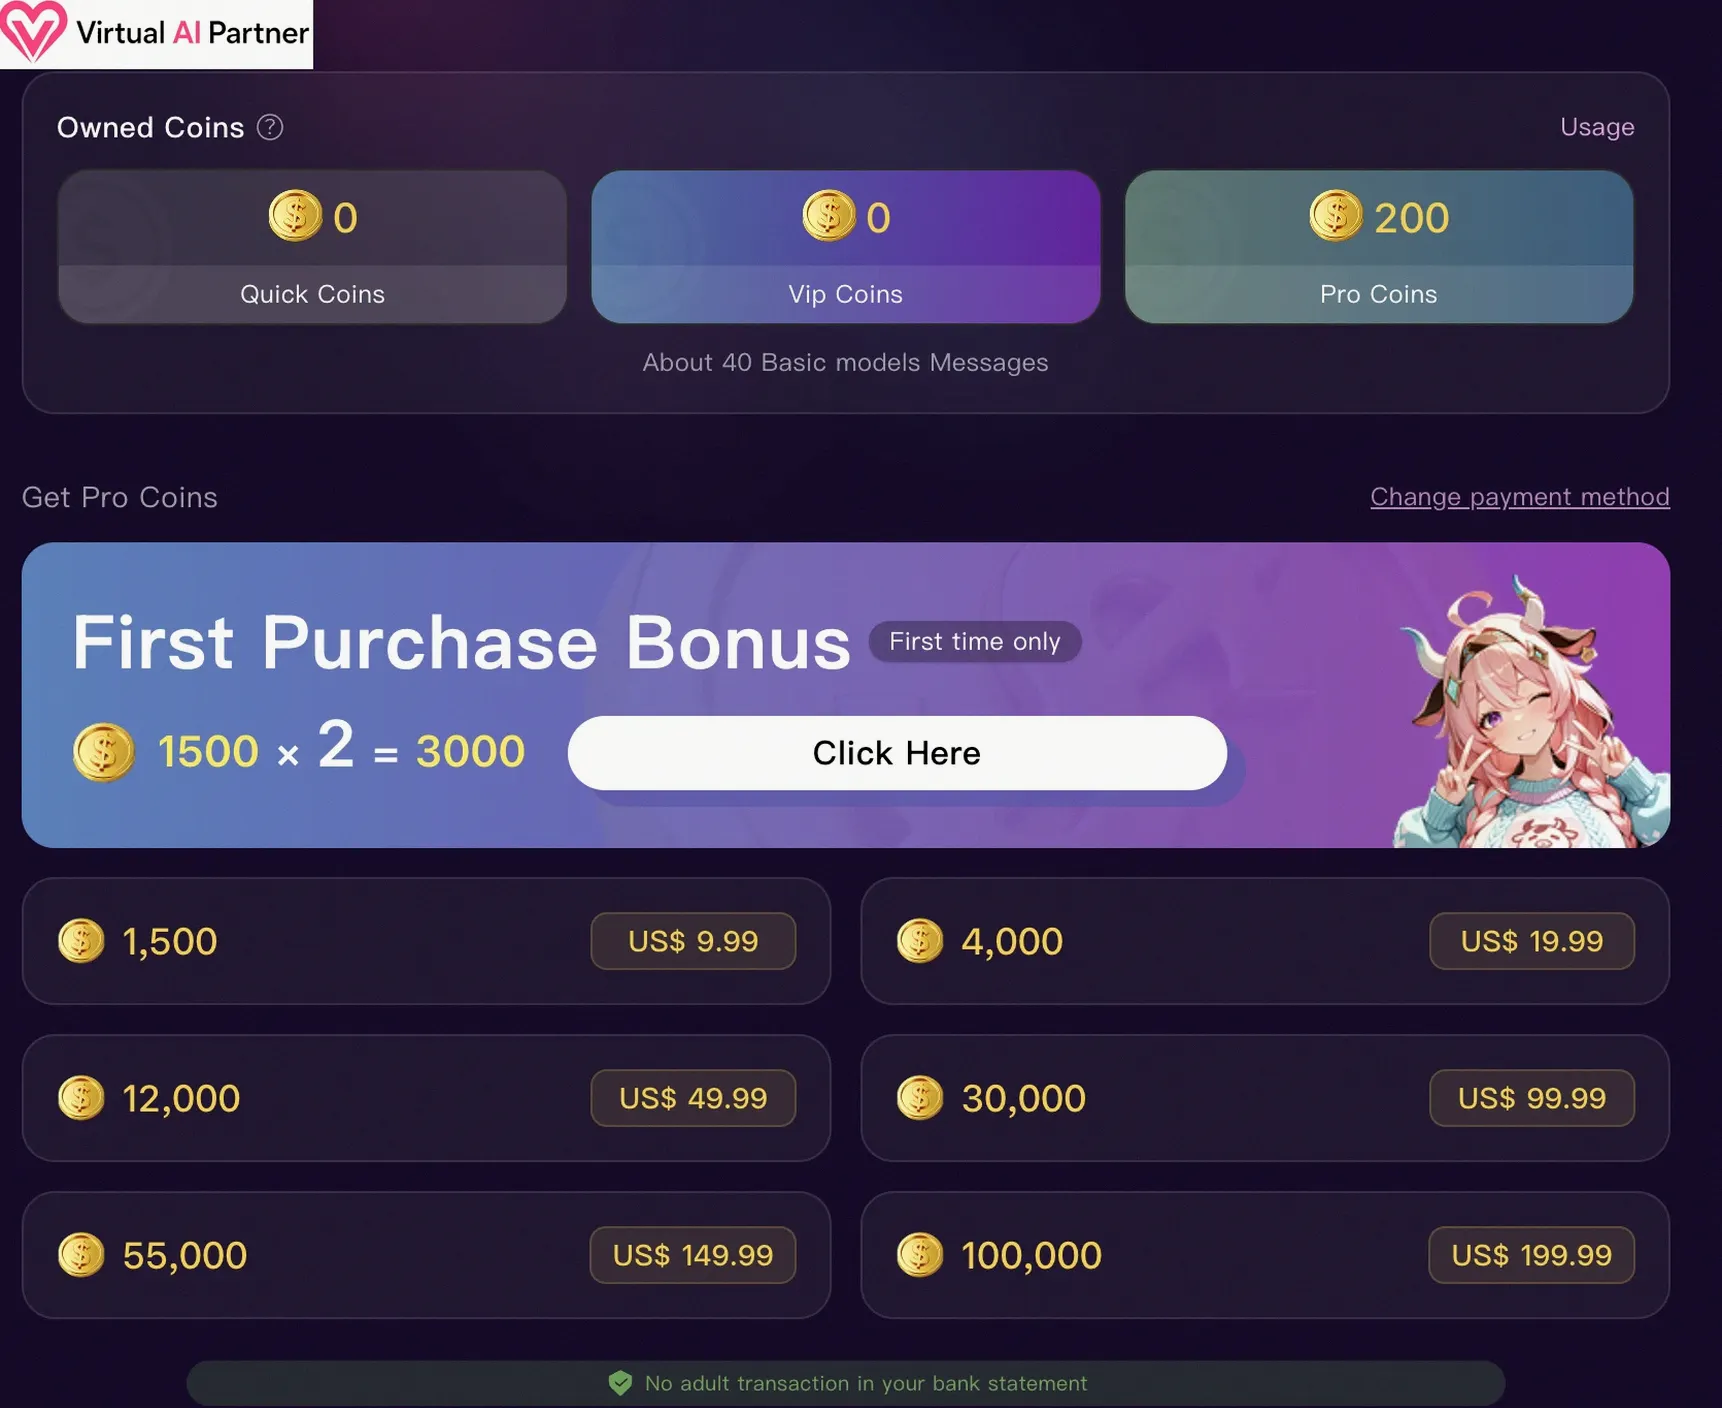 Virtual AI Partner
Owned Coins ?
Usage
0
Quick Coins
0
Vip Coins
200
Pro Coins
About 40 Basic models Messages
Get Pro Coins
Change payment method
First Purchase Bonus
First time only
1500 × 2 = 3000
Click Here
1,500
US$ 9.99
4,000
US$ 19.99
12,000
US$ 49.99
30,000
US$ 99.99
55,000
US$ 149.99
100,000
US$ 199.99
No adult transaction in your bank statement